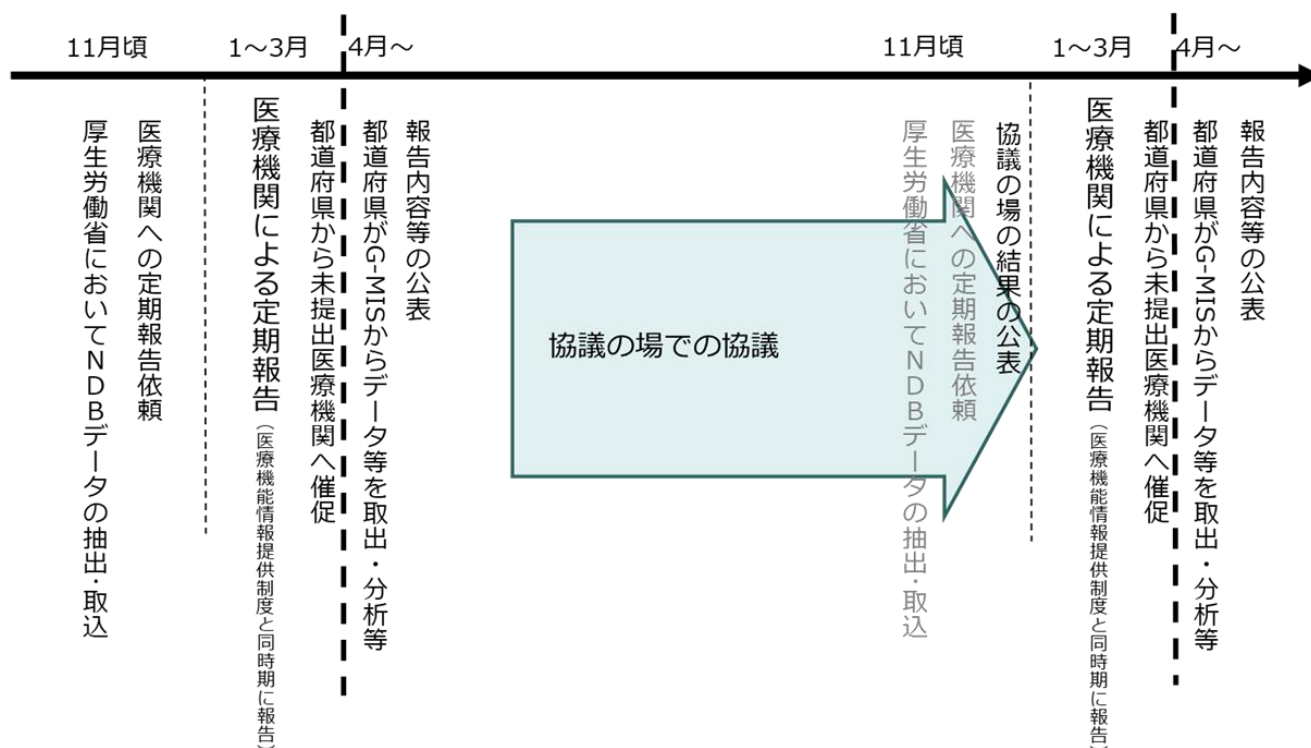 11月頃
1～3月
4月～
11月頃
1～3月
4月～
厚生労働省においてＮＤＢデータの抽出・取込
医療機関への定期報告依頼
医療機関による定期報告（医療機能情報提供制度と同時期に報告）
都道府県から未提出医療機関へ催促
都道府県がG-MISからデータ等を取出・分析等
報告内容等の公表
協議の場での協議
厚生労働省においてＮＤＢデータの抽出・取込
医療機関への定期報告依頼
協議の場の結果の公表
医療機関による定期報告（医療機能情報提供制度と同時期に報告）
都道府県から未提出医療機関へ催促
都道府県がG-MISからデータ等を取出・分析等
報告内容等の公表